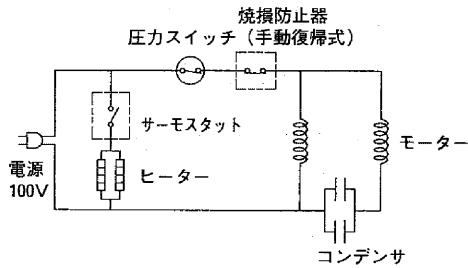 焼損防止器
圧力スイッチ（手動復帰式）
サーモスタット
モーター
電源
100V
ヒーター
コンデンサ